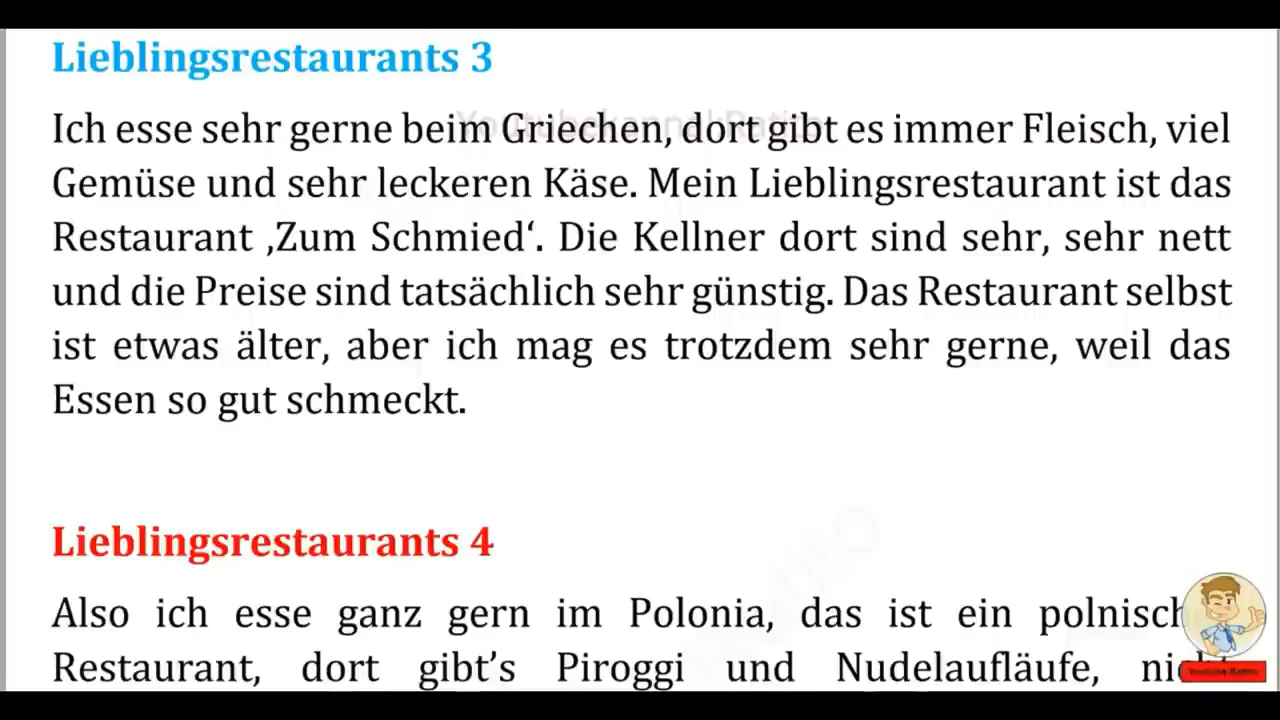 Lieblingsrestaurants 3
Ich esse sehr gerne beim Griechen, dort gibt es immer Fleisch, viel
Gemüse und sehr leckeren Käse. Mein Lieblingsrestaurant ist das
Restaurant ‚Zum Schmied‘. Die Kellner dort sind sehr, sehr nett
und die Preise sind tatsächlich sehr günstig. Das Restaurant selbst
ist etwas älter, aber ich mag es trotzdem sehr gerne, weil das
Essen so gut schmeckt.
Lieblingsrestaurants 4
Also ich esse ganz gern im Polonia, das ist ein polnisch
Restaurant, dort gibt’s Piroggi und Nudelaufläufe,